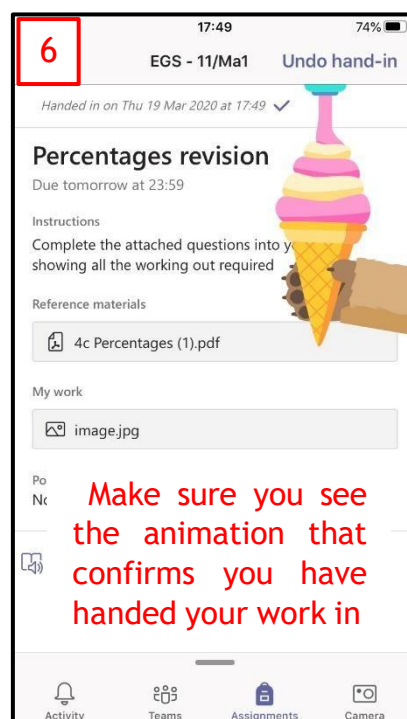 6
17:49 74%
EGS - 11/Ma1 Undo hand-in
Handed in on Thu 19 Mar 2020 at 17:49
Percentages revision
Due tomorrow at 23:59
Instructions
Complete the attached questions into
showing all the working out required
Reference materials
4c Percentages (1).pdf
My work
image.jpg
Make sure you see
the animation that
confirms you have
handed your work in
Activity Teams Assignments Camera